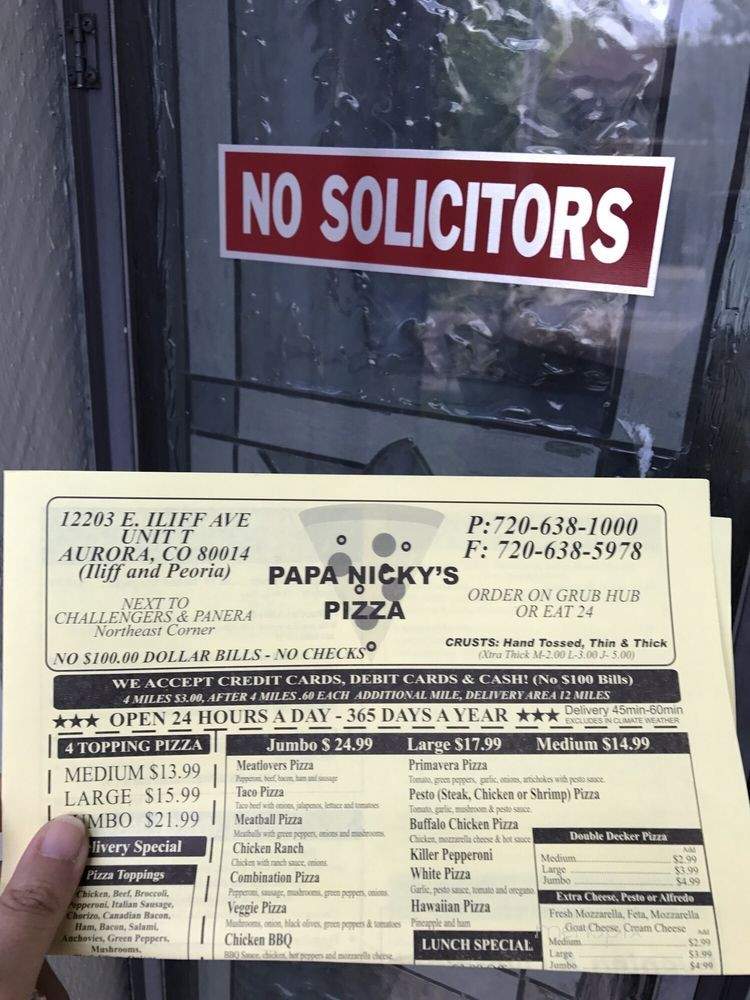 NO SOLICITORS
12203 E. ILIFF AVE
UNIT T
AURORA, CO 80014
(Iliff and Peoria)
NEXT TO
CHALLENGERS & PANERA
Northeast Corner
NO $100.00 DOLLAR BILLS - NO CHECKS
PAPA NICKY'S
PIZZA
P:720-638-1000
F: 720-638-5978
ORDER ON GRUB HUB
OR EAT 24
CRUSTS: Hand Tossed, Thin & Thick
(Xtra Thick M-2.00 L-3.00 J- 5.00)
WE ACCEPT CREDIT CARDS, DEBIT CARDS & CASH! (No $100 Bills)
4 MILES $3.00, AFTER 4 MILES .60 EACH ADDITIONAL MILE, DELIVERY AREA 12 MILES
★★★ OPEN 24 HOURS A DAY - 365 DAYS A YEAR ★★★
Delivery 45min-60min
EXCLUDES IN CLIMATE WEATHER
4 TOPPING PIZZA
MEDIUM $13.99
LARGE $15.99
JUMBO $21.99
livery Special
Pizza Toppings
Chicken, Beef, Broccoli,
Pepperoni, Italian Sausage,
Chorizo, Canadian Bacon,
Ham, Bacon, Salami,
Anchovies, Green Peppers,
Mushrooms,
Jumbo $ 24.99 Large $17.99 Medium $14.99
Meatlovers Pizza
Pepperoni, beef, bacon, ham and sausage
Taco Pizza
Taco beef with onions, jalapenos, lettuce and tomatoes
Meatball Pizza
Meatballs with green peppers, onions and mushrooms.
Chicken Ranch
Chicken with ranch sauce, onions.
Combination Pizza
Pepperoni, sausage, mushrooms, green peppers, onions.
Veggie Pizza
Mushrooms, onion, black olives, green peppers & tomatoes
Chicken BBQ
BBQ Sauce, chicken, hot peppers and mozzarella cheese.
Primavera Pizza
Tomato, green peppers, garlic, onions, artichokes with pesto sauce.
Pesto (Steak, Chicken or Shrimp) Pizza
Tomato, garlic, mushroom & pesto sauce.
Buffalo Chicken Pizza
Chicken, mozzarella cheese & hot sauce
Killer Pepperoni
White Pizza
Garlic, pesto sauce, tomato and oregano
Hawaiian Pizza
Pineapple and ham
LUNCH SPECIAL
Double Decker Pizza
Add
Medium $2.99
Large $3.99
Jumbo $4.99
Extra Cheese, Pesto or Alfredo
Fresh Mozzarella, Feta, Mozzarella
Goat Cheese, Cream Cheese
Add
Medium $2.99
Large $3.99
Jumbo $4.99